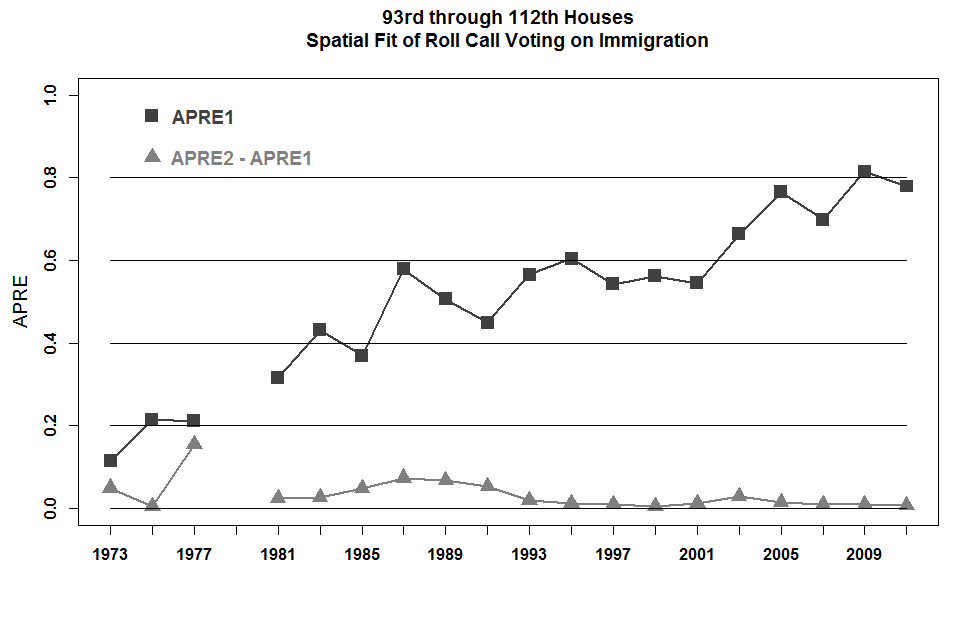 93rd through 112th Houses
Spatial Fit of Roll Call Voting on Immigration
APRE1
APRE2 - APRE1
APRE
1.0
0.8
0.6
0.4
0.2
0.0
1973 1977 1981 1985 1989 1993 1997 2001 2005 2009